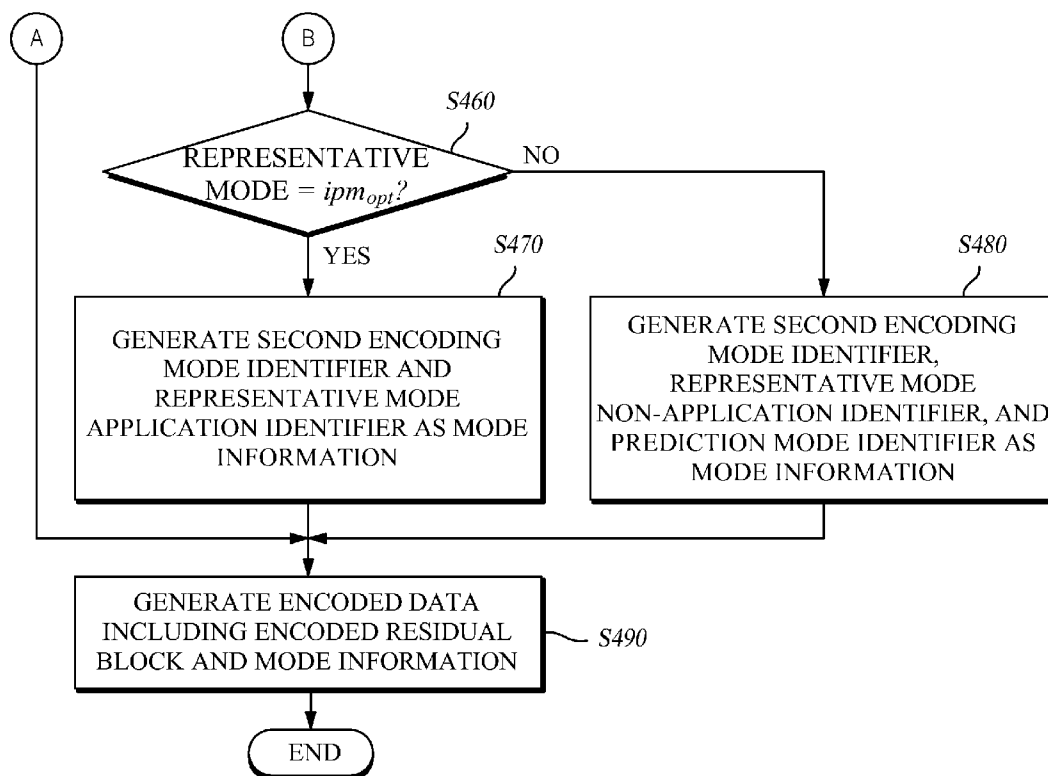 A
B
S460
REPRESENTATIVE
MODE = ipm_opt?
NO
YES
S470
S480
GENERATE SECOND ENCODING
MODE IDENTIFIER AND
REPRESENTATIVE MODE
APPLICATION IDENTIFIER AS MODE
INFORMATION
GENERATE SECOND ENCODING
MODE IDENTIFIER,
REPRESENTATIVE MODE
NON-APPLICATION IDENTIFIER, AND
PREDICTION MODE IDENTIFIER AS
MODE INFORMATION
GENERATE ENCODED DATA
INCLUDING ENCODED RESIDUAL
BLOCK AND MODE INFORMATION
S490
END